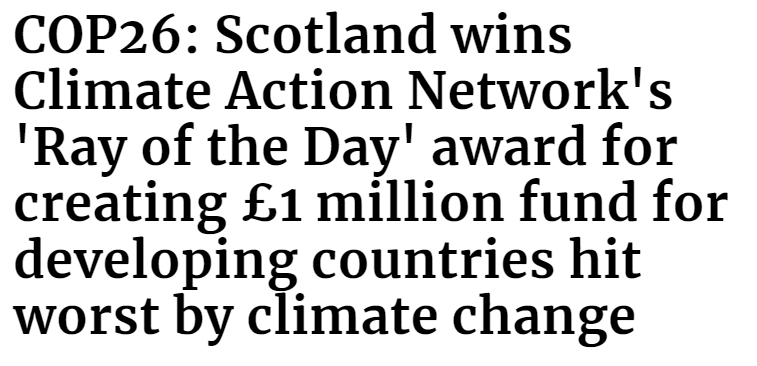 COP26: Scotland wins
Climate Action Network's
'Ray of the Day' award for
creating £1 million fund for
developing countries hit
worst by climate change